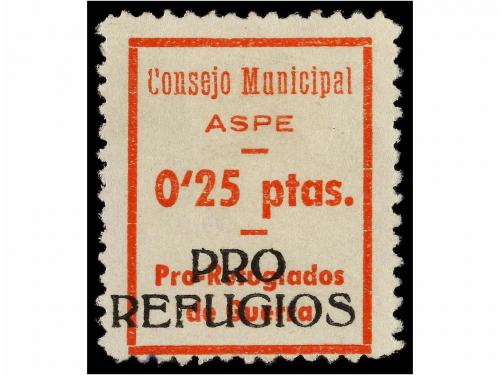 Consejo Municipal
ASPE
0'25 ptas.
PRO
Pro-Refugiados
REFUGIOS
de Guerra